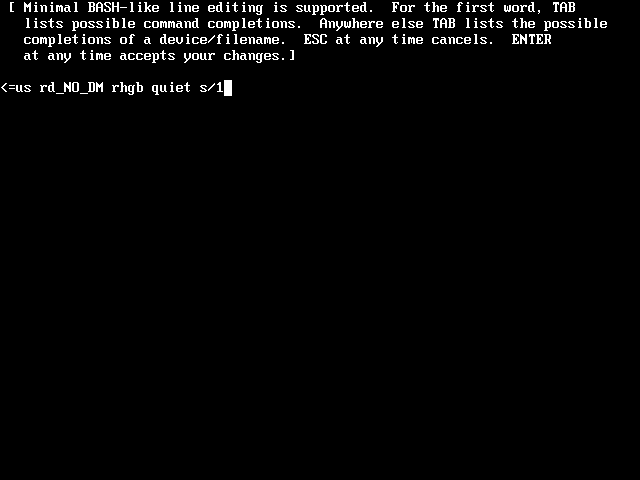 [ Minimal BASH-like line editing is supported.  For the first word, TAB
lists possible command completions.  Anywhere else TAB lists the possible
completions of a device/filename.  ESC at any time cancels.  ENTER
at any time accepts your changes.]
<=us rd_NO_DM rhgb quiet s/1